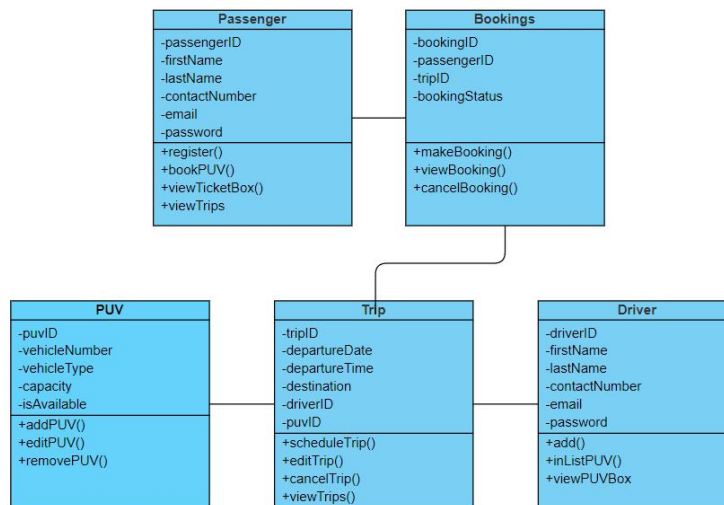 Passenger
-passengerID
-firstName
-lastName
-contactNumber
-email
-password
+register()
+bookPUV()
+viewTicketBox()
+viewTrips
Bookings
-bookingID
-passengerID
-tripID
-bookingStatus
+makeBooking()
+viewBooking()
+cancelBooking()
PUV
-puvID
-vehicleNumber
-vehicleType
-capacity
-isAvailable
+addPUV()
+editPUV()
+removePUV()
Trip
-tripID
-departureDate
-departureTime
-destination
-driverID
-puvID
+scheduleTrip()
+editTrip()
+cancelTrip()
+viewTrips()
Driver
-driverID
-firstName
-lastName
-contactNumber
-email
-password
+add()
+inListPUV()
+viewPUVBox